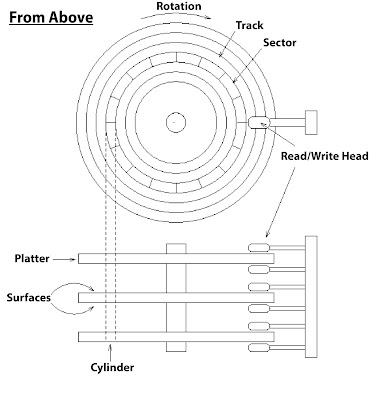 Rotation
From Above
Track
Sector
Read/Write Head
Platter
Surfaces
Cylinder